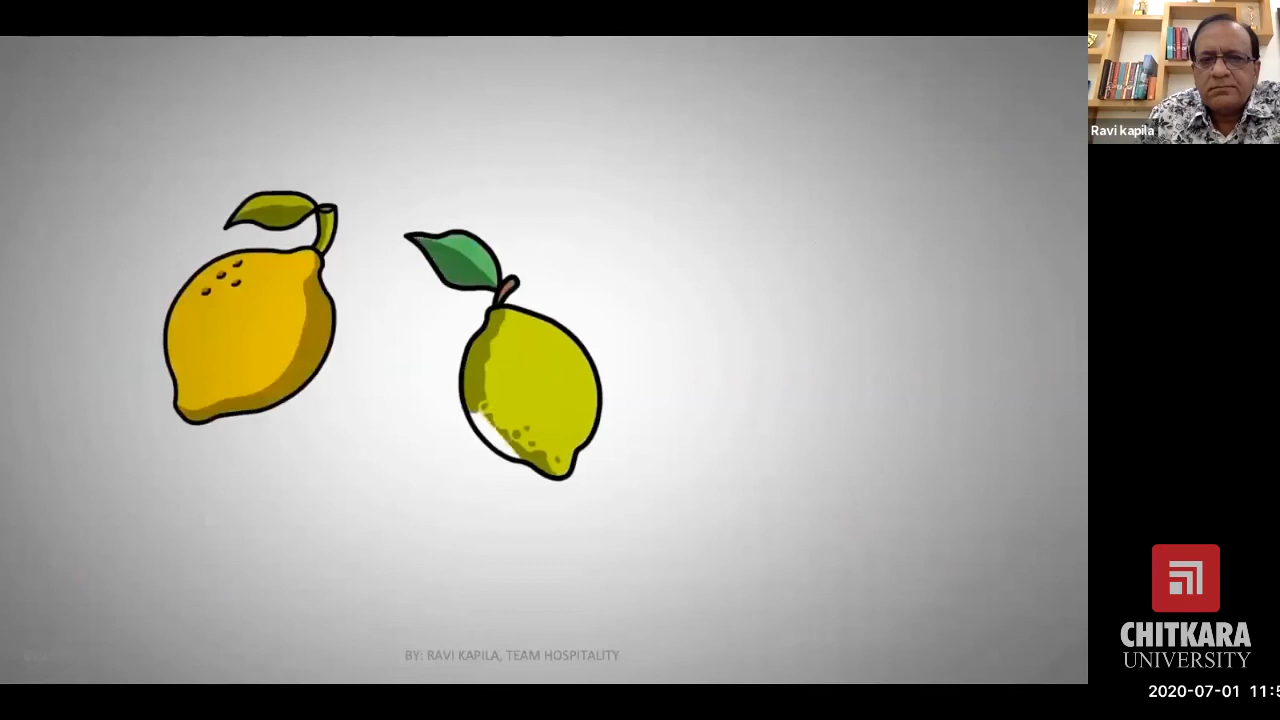 Ravi kapila
BY: RAVI KAPILA, TEAM HOSPITALITY
CHITKARA
UNIVERSITY
2020-07-01 11:5